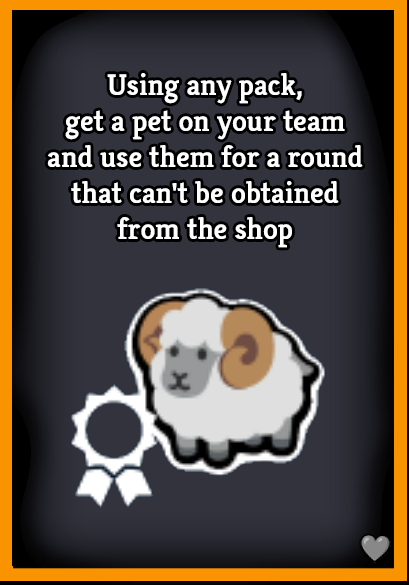 Using any pack,
get a pet on your team
and use them for a round
that can't be obtained
from the shop